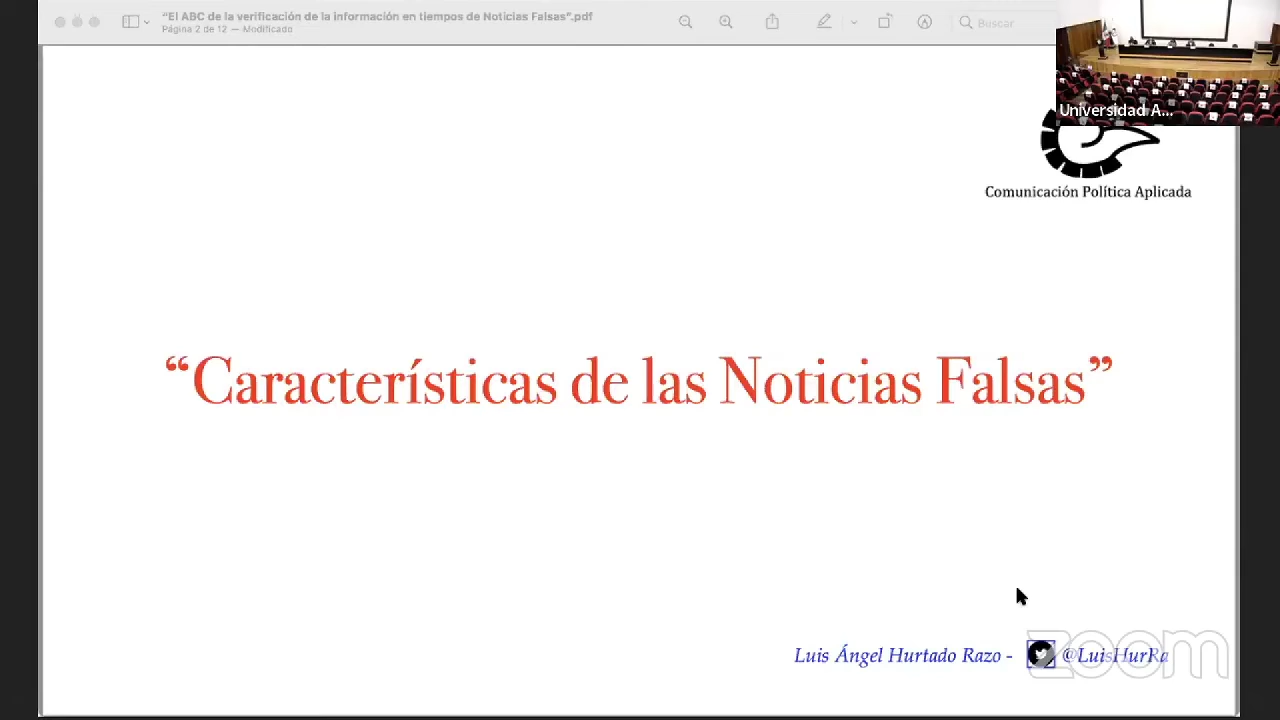 “El ABC de la verificación de la información en tiempos de Noticias Falsas”.pdf
Página 2 de 12 — Modificado
Buscar
Universidad A...
Comunicación Política Aplicada
“Características de las Noticias Falsas”
Luis Ángel Hurtado Razo - @LuisHurRa
zoom